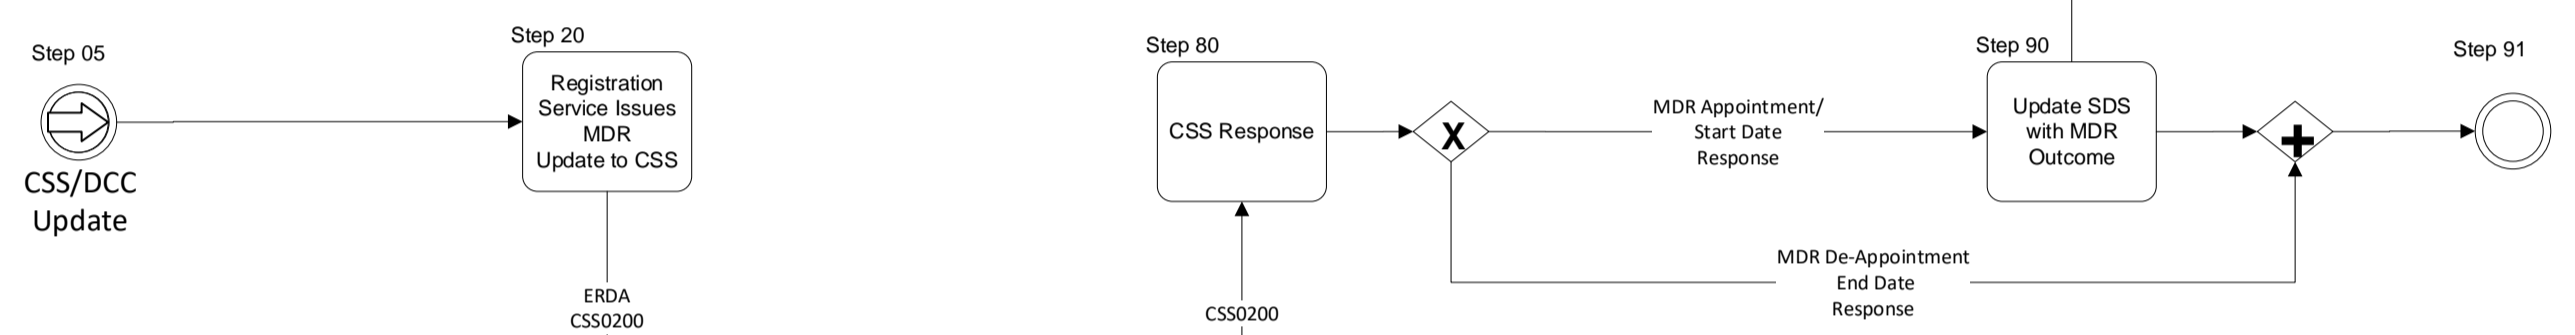 Step 05
CSS/DCC
Update
Step 20
Registration
Service Issues
MDR
Update to CSS
ERDA
CSS0200
Step 80
CSS Response
CSS0200
X
MDR Appointment/
Start Date
Response
MDR De-Appointment
End Date
Response
Step 90
Update SDS
with MDR
Outcome
Step 91